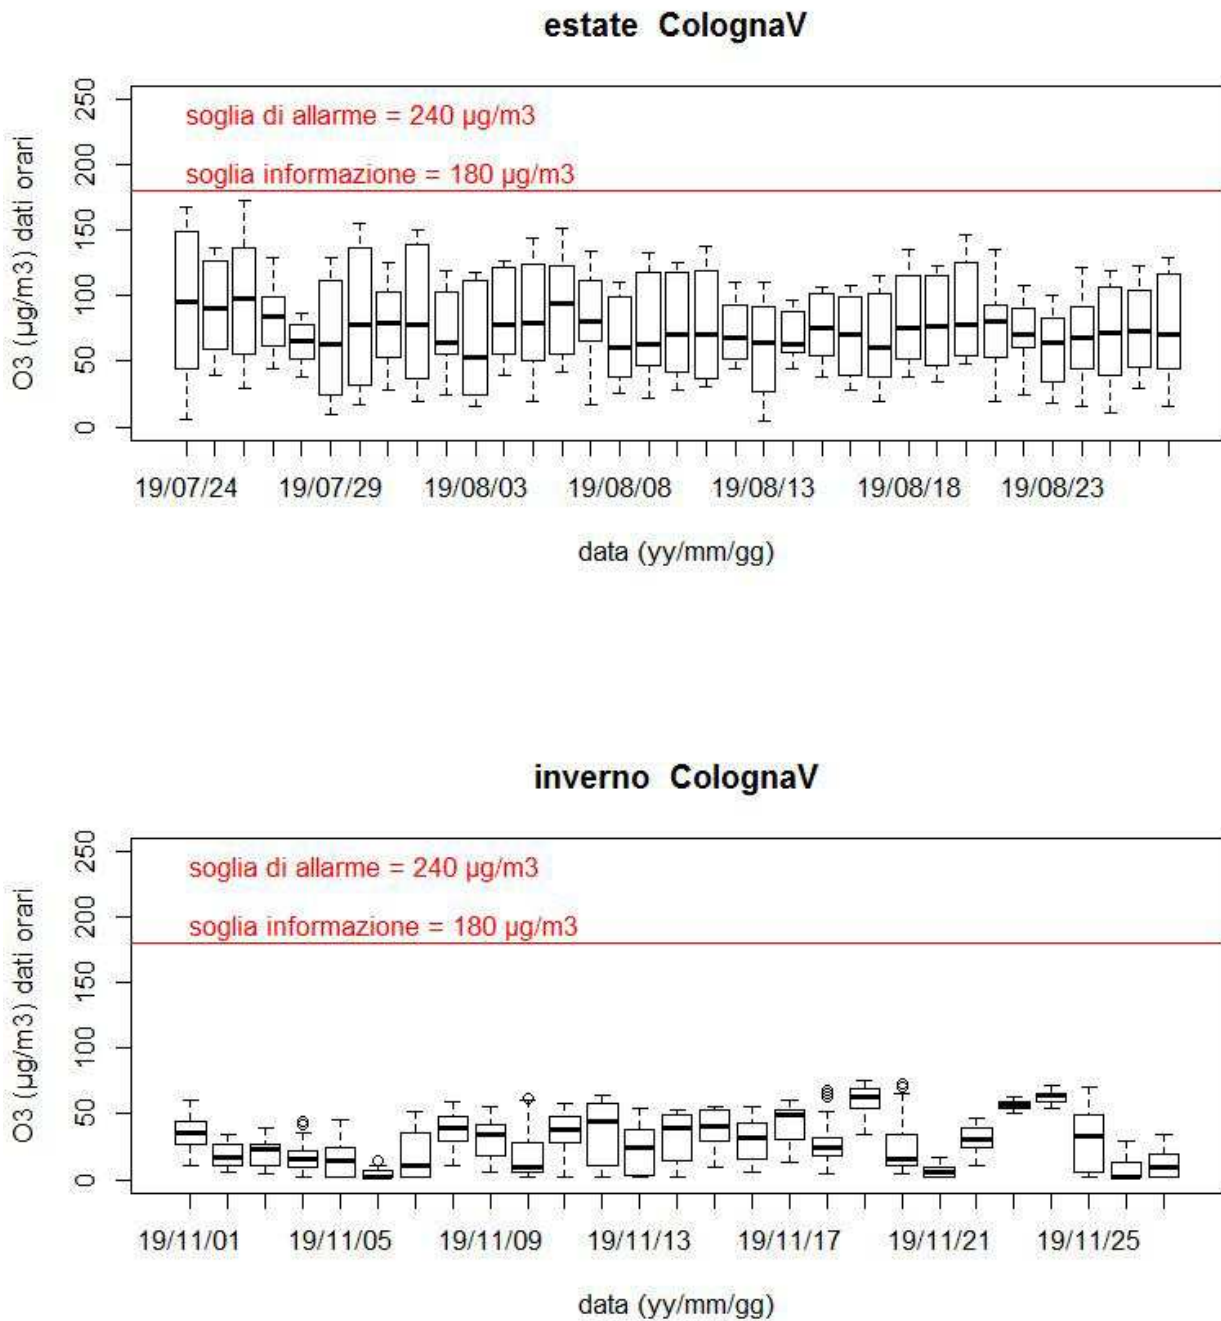 estate ColognaV
O3 (µg/m3) dati orari
250
200
150
100
50
0
soglia di allarme = 240 µg/m3
soglia informazione = 180 µg/m3
19/07/24 19/07/29 19/08/03 19/08/08 19/08/13 19/08/18 19/08/23
data (yy/mm/gg)
inverno ColognaV
O3 (µg/m3) dati orari
250
200
150
100
50
0
soglia di allarme = 240 µg/m3
soglia informazione = 180 µg/m3
19/11/01 19/11/05 19/11/09 19/11/13 19/11/17 19/11/21 19/11/25
data (yy/mm/gg)